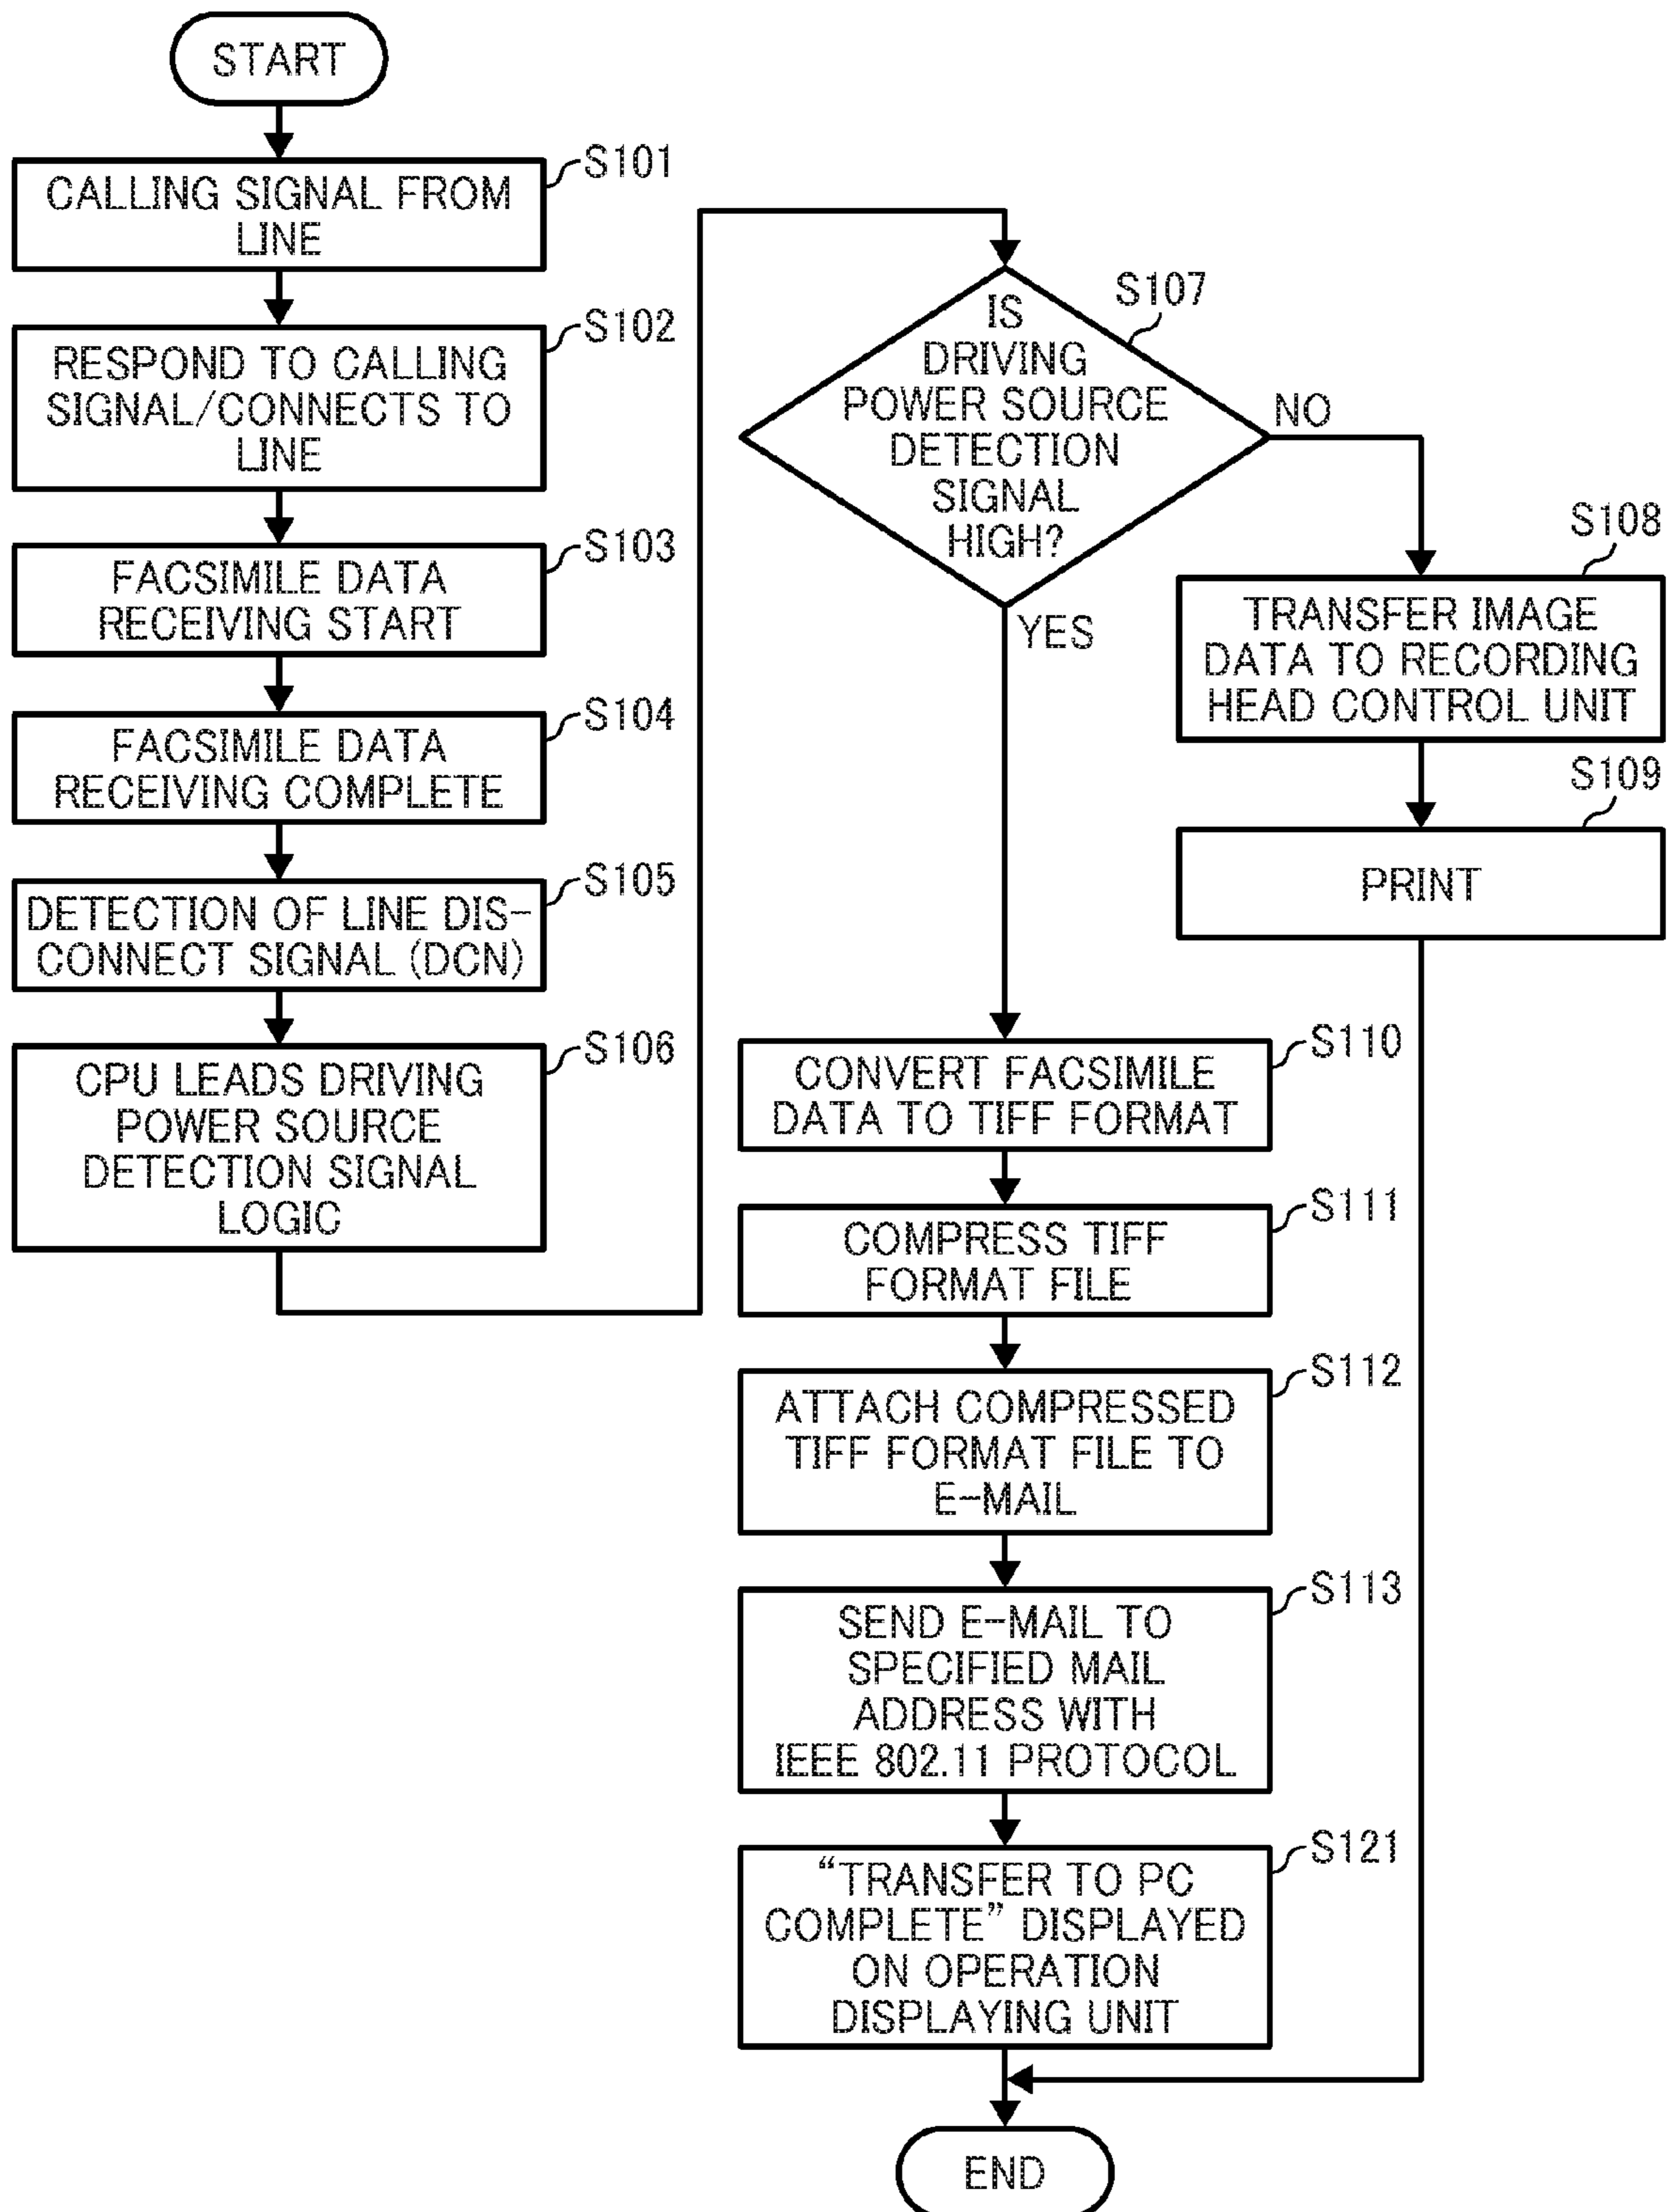 START
S101
CALLING SIGNAL FROM
LINE
S102
RESPOND TO CALLING
SIGNAL/CONNECTS TO
LINE
S103
FACSIMILE DATA
RECEIVING START
S104
FACSIMILE DATA
RECEIVING COMPLETE
S105
DETECTION OF LINE DIS-
CONNECT SIGNAL (DCN)
S106
CPU LEADS DRIVING
POWER SOURCE
DETECTION SIGNAL
LOGIC
S107
IS
DRIVING
POWER SOURCE
DETECTION
SIGNAL
HIGH?
NO
YES
S108
TRANSFER IMAGE
DATA TO RECORDING
HEAD CONTROL UNIT
S109
PRINT
S110
CONVERT FACSIMILE
DATA TO TIFF FORMAT
S111
COMPRESS TIFF
FORMAT FILE
S112
ATTACH COMPRESSED
TIFF FORMAT FILE TO
E-MAIL
S113
SEND E-MAIL TO
SPECIFIED MAIL
ADDRESS WITH
IEEE 802.11 PROTOCOL
S121
“TRANSFER TO PC
COMPLETE” DISPLAYED
ON OPERATION
DISPLAYING UNIT
END